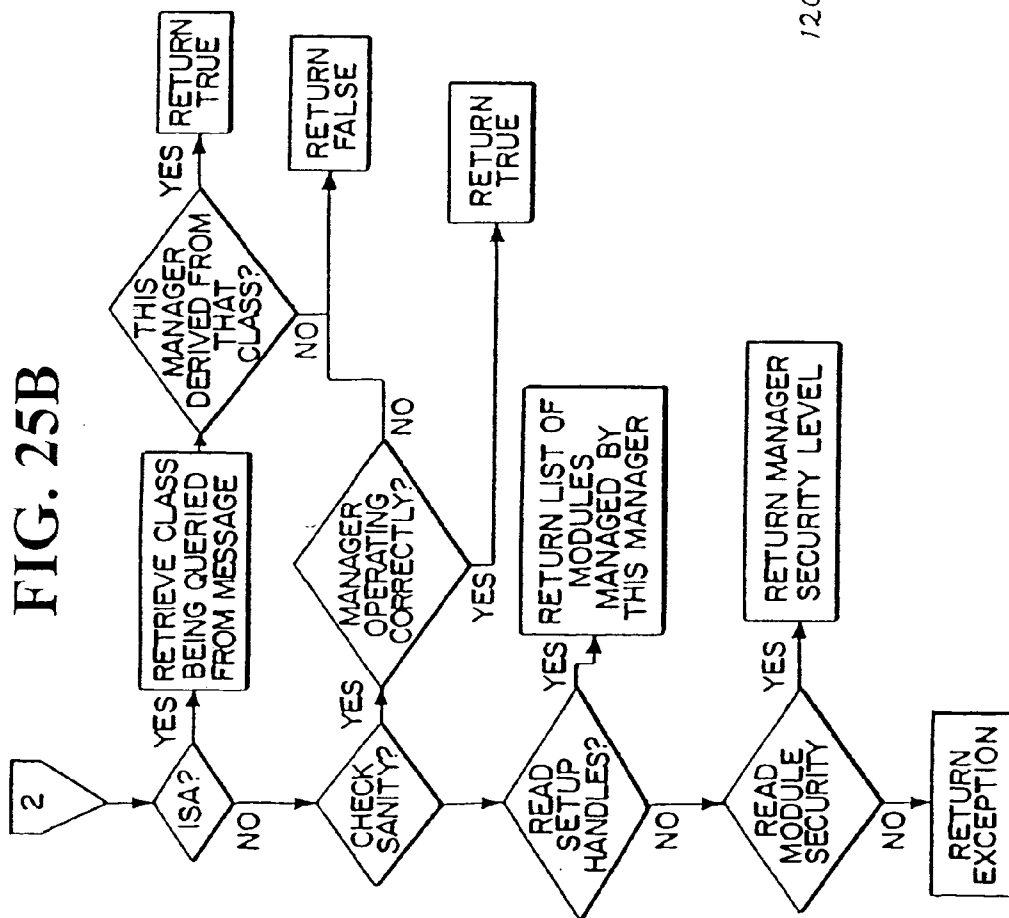 FIG. 25B
2
ISA?
YES
NO
RETRIEVE CLASS
BEING QUERIED
FROM MESSAGE
THIS
MANAGER
DERIVED FROM
THAT
CLASS?
YES
NO
RETURN
TRUE
RETURN
FALSE
CHECK
SANITY?
YES
MANAGER
OPERATING
CORRECTLY?
NO
YES
RETURN
TRUE
READ
SETUP
HANDLES?
YES
NO
RETURN LIST OF
MODULES
MANAGED BY
THIS MANAGER
READ
MODULE
SECURITY
YES
NO
RETURN MANAGER
SECURITY LEVEL
RETURN
EXCEPTION